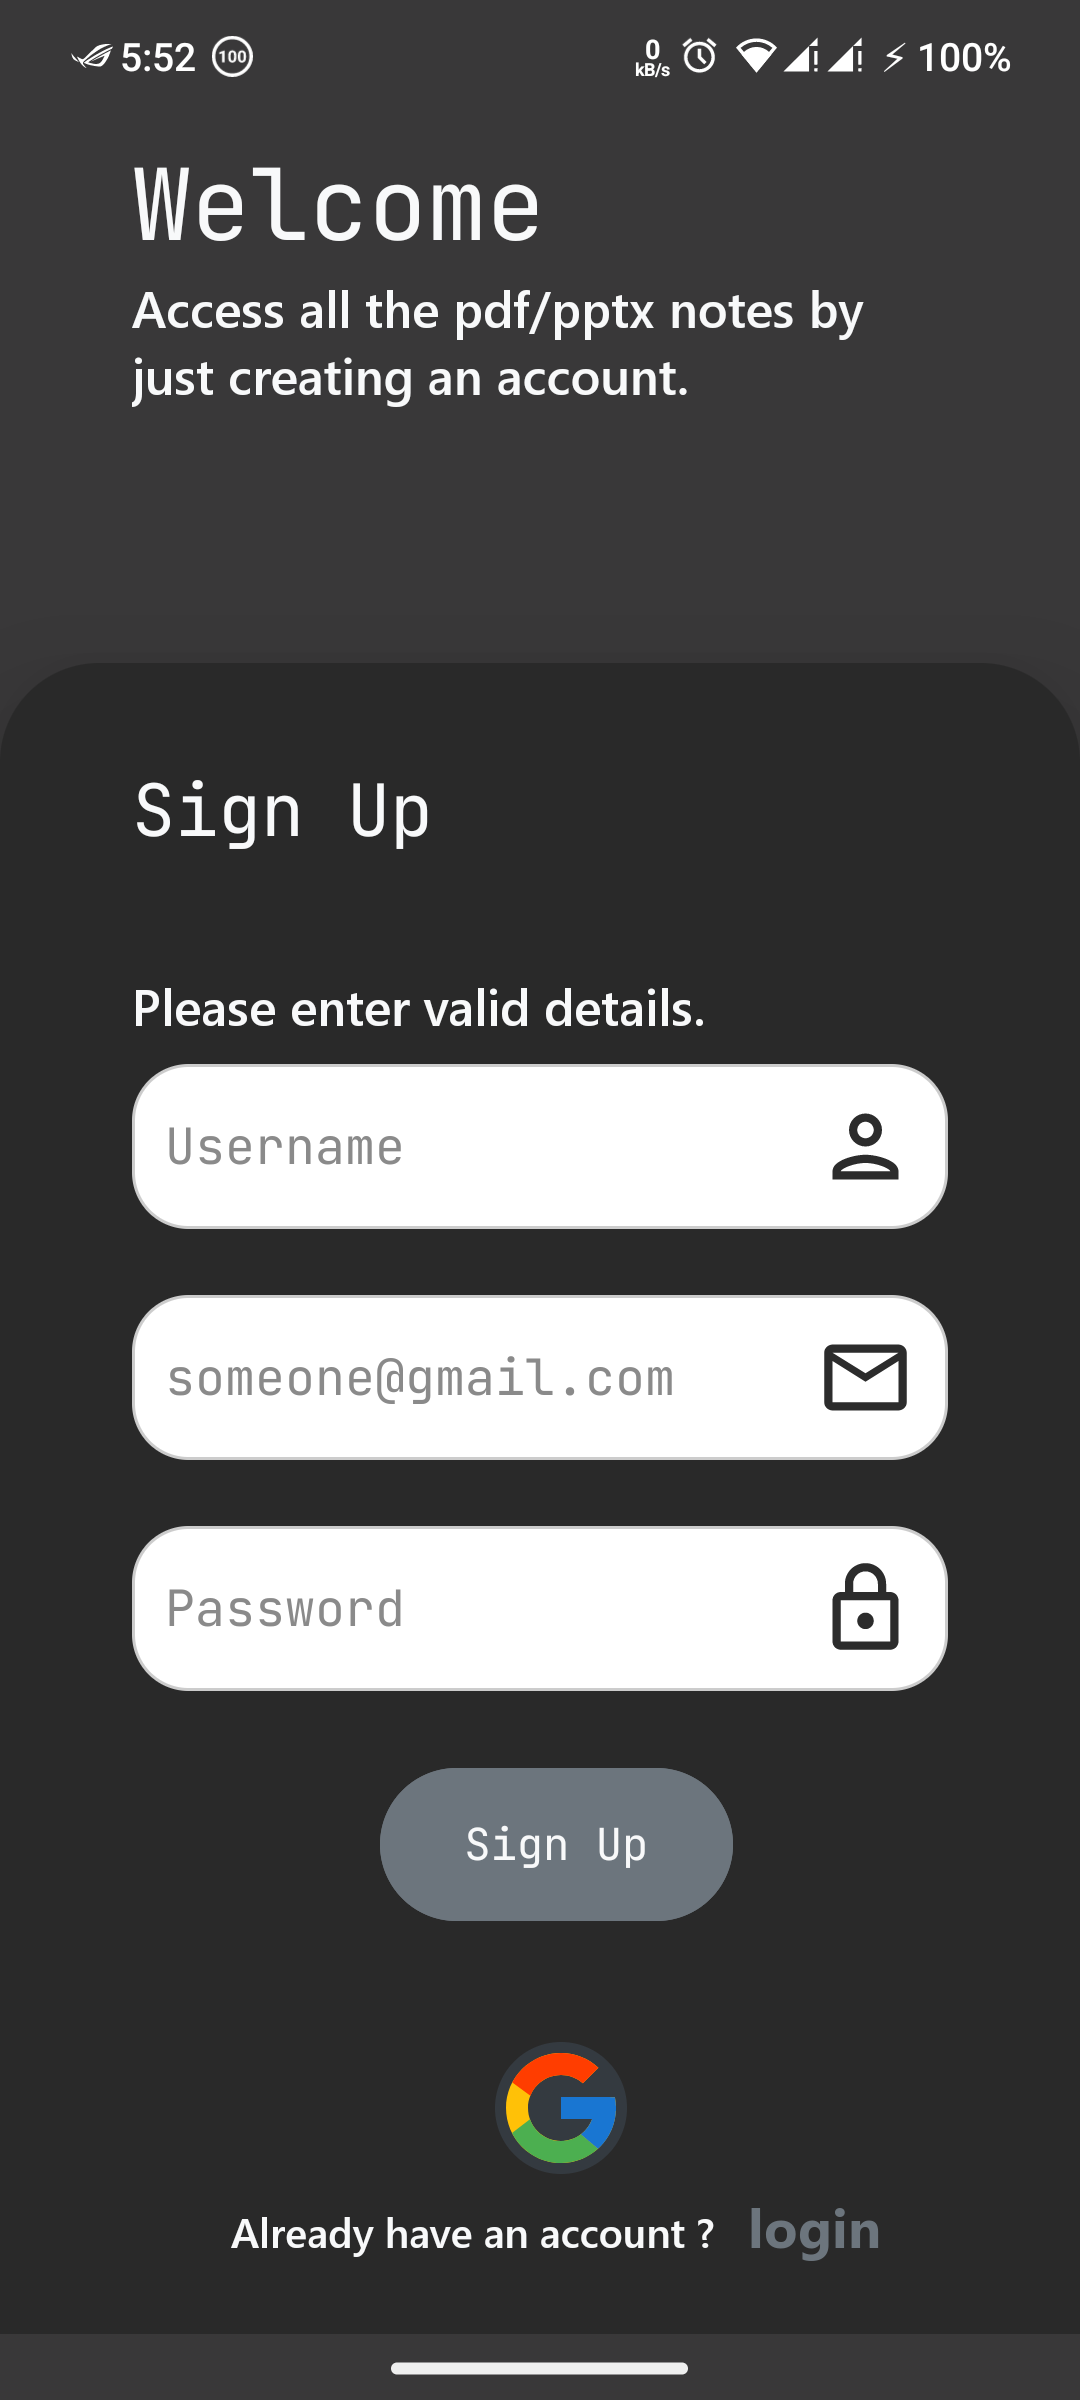 5:52 100 0 kB/s 100%
Welcome
Access all the pdf/pptx notes by
just creating an account.
Sign Up
Please enter valid details.
Username
someone@gmail.com
Password
Sign Up
Already have an account ? login